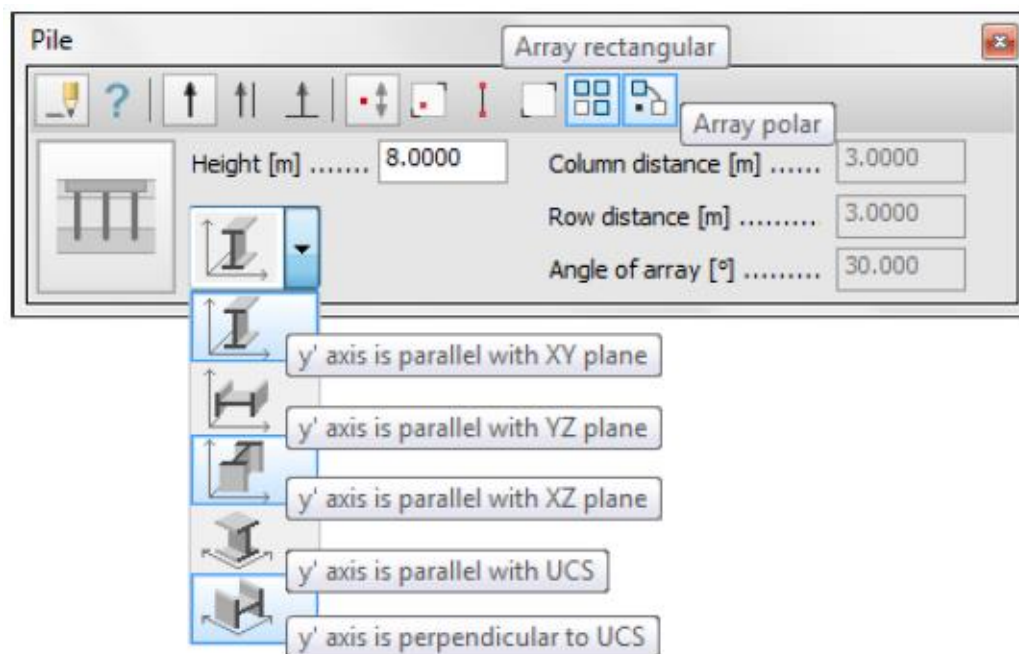 Pile
Array rectangular
?
Array polar
Height [m] ....... 8.0000
Column distance [m] ...... 3.0000
Row distance [m] ......... 3.0000
Angle of array [°] ......... 30.000
y' axis is parallel with XY plane
y' axis is parallel with YZ plane
y' axis is parallel with XZ plane
y' axis is parallel with UCS
y' axis is perpendicular to UCS